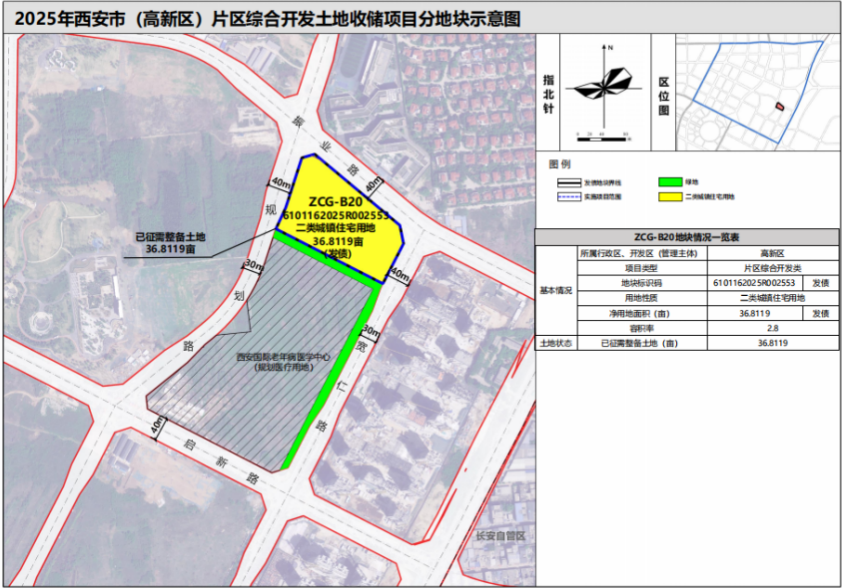 2025年西安市（高新区）片区综合开发土地收储项目分地块示意图
指北针
N
区位图
图例
发债地块界线
绿地
实施项目范围
二类城镇住宅用地
振业路
40m
40m
规划路
ZCG-B20
6101162025R002553
二类城镇住宅用地
36.8119亩
（发债）
已征需整备土地
36.8119亩
30m
40m
30m
宽仁路
西安国际老年病医学中心
（规划医疗用地）
40m
启新路
长安自管区
ZCG-B20地块情况一览表
基本情况
所属行政区、开发区（管理主体） 高新区
项目类型 片区综合开发类
地块标识码 6101162025R002553 发债
用地性质 二类城镇住宅用地
净用地面积（亩） 36.8119 发债
容积率 2.8
土地状态 已征需整备土地（亩） 36.8119